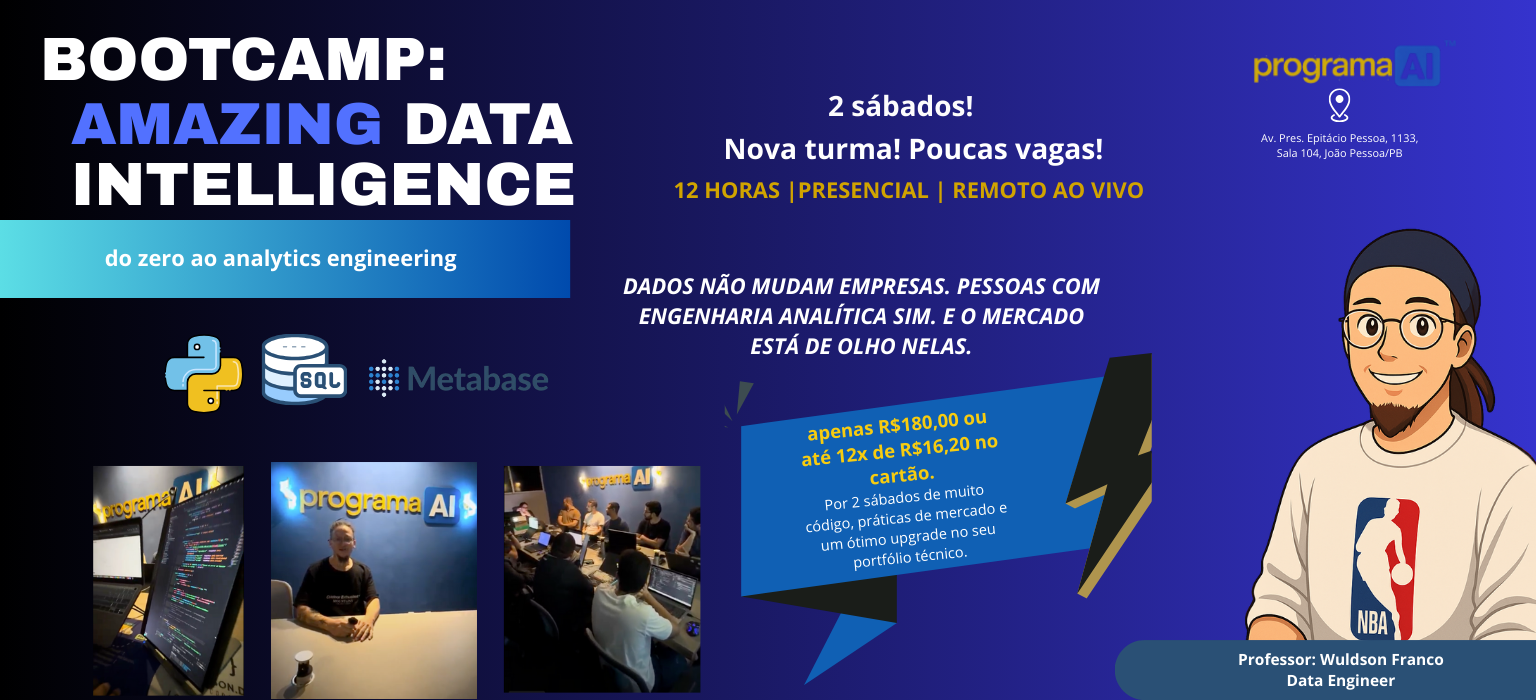 BOOTCAMP:
AMAZING DATA
INTELLIGENCE
do zero ao analytics engineering
SQL
Metabase
programa AI
programa AI
programa AI
2 sábados!
Nova turma! Poucas vagas!
12 HORAS |PRESENCIAL | REMOTO AO VIVO
DADOS NÃO MUDAM EMPRESAS. PESSOAS COM
ENGENHARIA ANALÍTICA SIM. E O MERCADO
ESTÁ DE OLHO NELAS.
apenas R$180,00 ou
até 12x de R$16,20 no
cartão.
Por 2 sábados de muito
código, práticas de mercado e
um ótimo upgrade no seu
portfólio técnico.
programa AI
Av. Pres. Epitácio Pessoa, 1133,
Sala 104, João Pessoa/PB
NBA
Professor: Wuldson Franco
Data Engineer